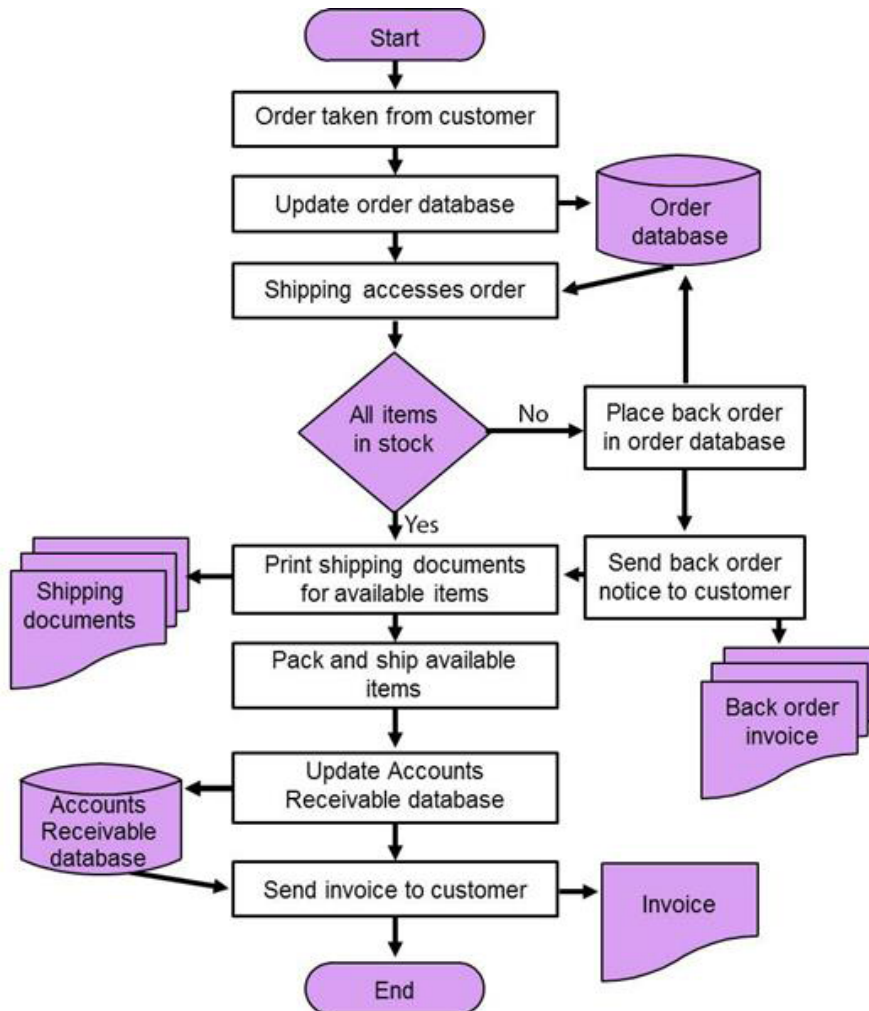 Start
Order taken from customer
Update order database
Order
database
Shipping accesses order
All items
in stock
No
Place back order
in order database
Yes
Print shipping documents
for available items
Send back order
notice to customer
Shipping
documents
Pack and ship available
items
Back order
invoice
Update Accounts
Receivable database
Accounts
Receivable
database
Send invoice to customer
Invoice
End